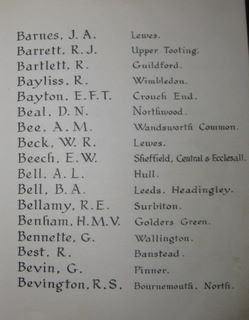 Barnes, J. A. Lewes.
Barrett, R. J. Upper Tooting.
Bartlett, R. Guildford.
Bayliss, R. Wimbledon.
Bayton, E. F. T. Crouch End.
Beal, D. N. Northwood.
Bee, A. M. Wandsworth Common.
Beck, W. R. Lewes.
Beech, E. W. Sheffield, Central & Ecclesall.
Bell, A. L. Hull.
Bell, B. A. Leeds, Headingley.
Bellamy, R. E. Surbiton.
Benham, H. M. V. Golders Green.
Bennette, G. Wallington.
Best, R. Banstead.
Bevin, G. Pinner.
Bevington, R. S. Bournemouth, North.